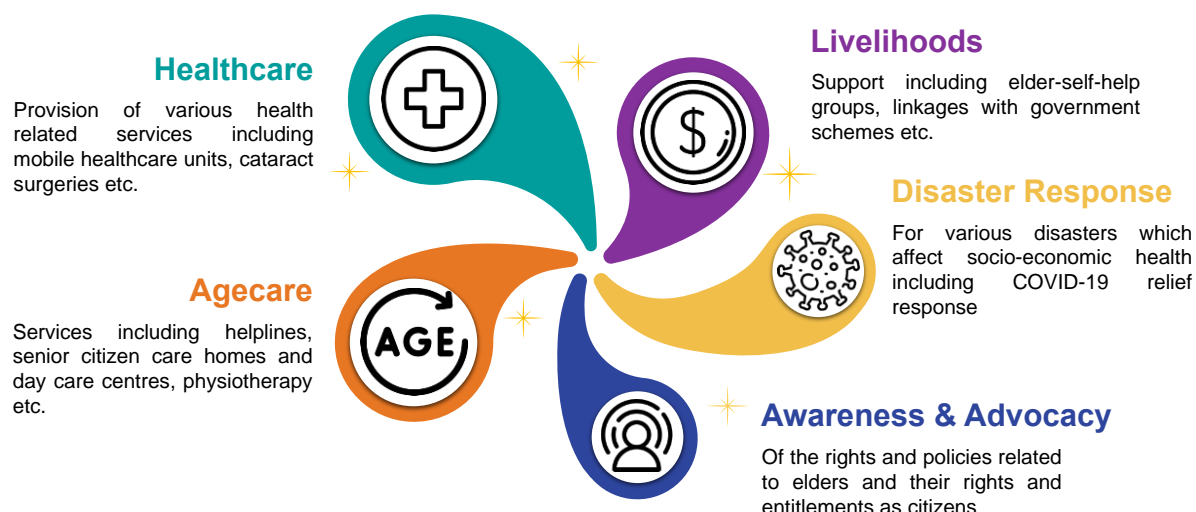 Healthcare
Provision of various health
related services including
mobile healthcare units, cataract
surgeries etc.
Livelihoods
Support including elder-self-help
groups, linkages with government
schemes etc.
$
Disaster Response
For various disasters which
affect socio-economic health
including COVID-19 relief
response
Agecare
Services including helplines,
senior citizen care homes and
day care centres, physiotherapy
etc.
AGE
Awareness & Advocacy
Of the rights and policies related
to elders and their rights and
entitlements as citizens